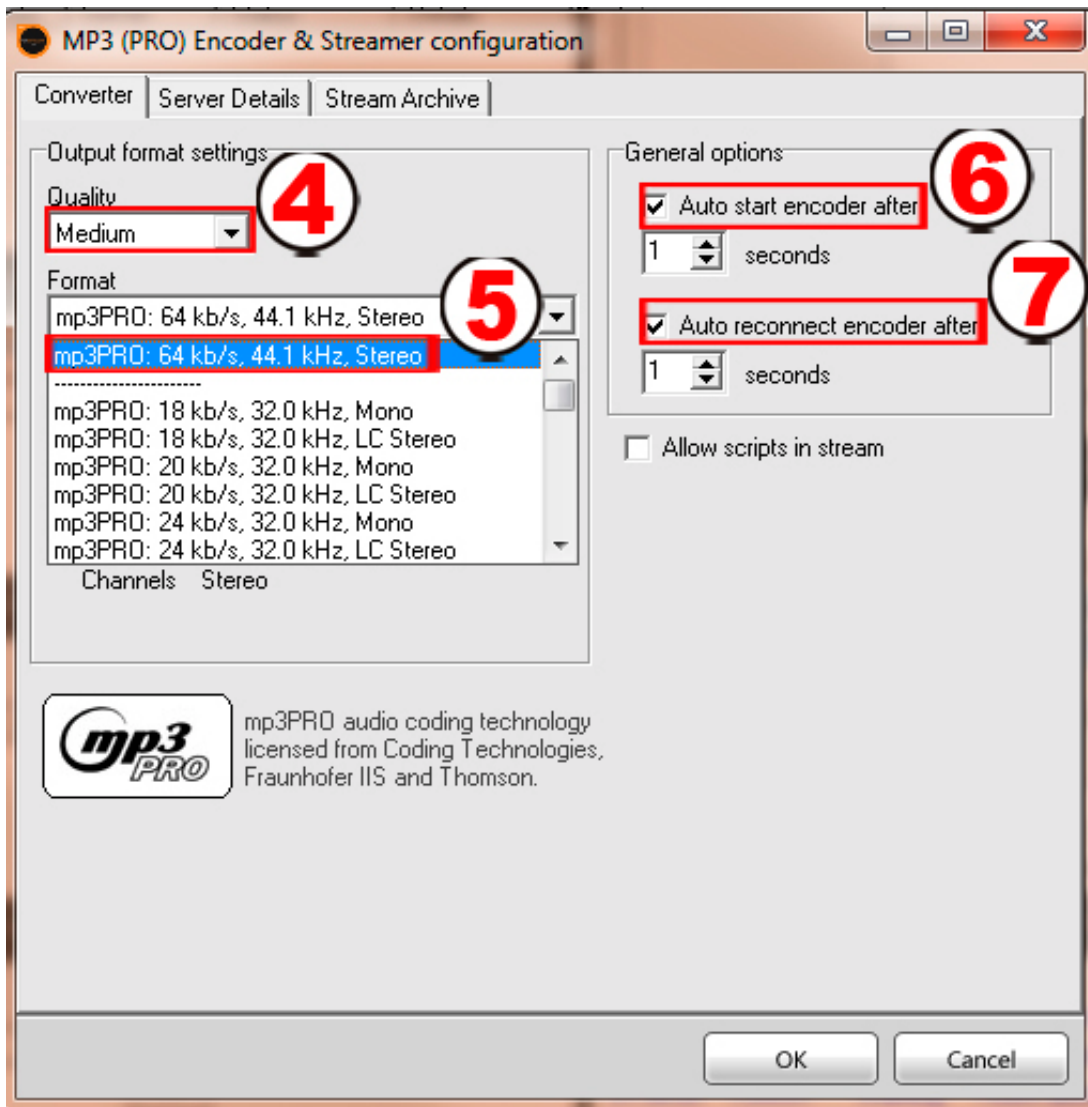 MP3 (PRO) Encoder & Streamer configuration
Converter
Server Details
Stream Archive
Output format settings
4
Quality
Medium
Format
5
mp3PRO: 64 kb/s, 44.1 kHz, Stereo
mp3PRO: 64 kb/s, 44.1 kHz, Stereo
----------------------
mp3PRO: 18 kb/s, 32.0 kHz, Mono
mp3PRO: 18 kb/s, 32.0 kHz, LC Stereo
mp3PRO: 20 kb/s, 32.0 kHz, Mono
mp3PRO: 20 kb/s, 32.0 kHz, LC Stereo
mp3PRO: 24 kb/s, 32.0 kHz, Mono
mp3PRO: 24 kb/s, 32.0 kHz, LC Stereo
Channels Stereo
General options
6
Auto start encoder after
1 seconds
7
Auto reconnect encoder after
1 seconds
Allow scripts in stream
mp3
PRO
mp3PRO audio coding technology
licensed from Coding Technologies,
Fraunhofer IIS and Thomson.
OK
Cancel